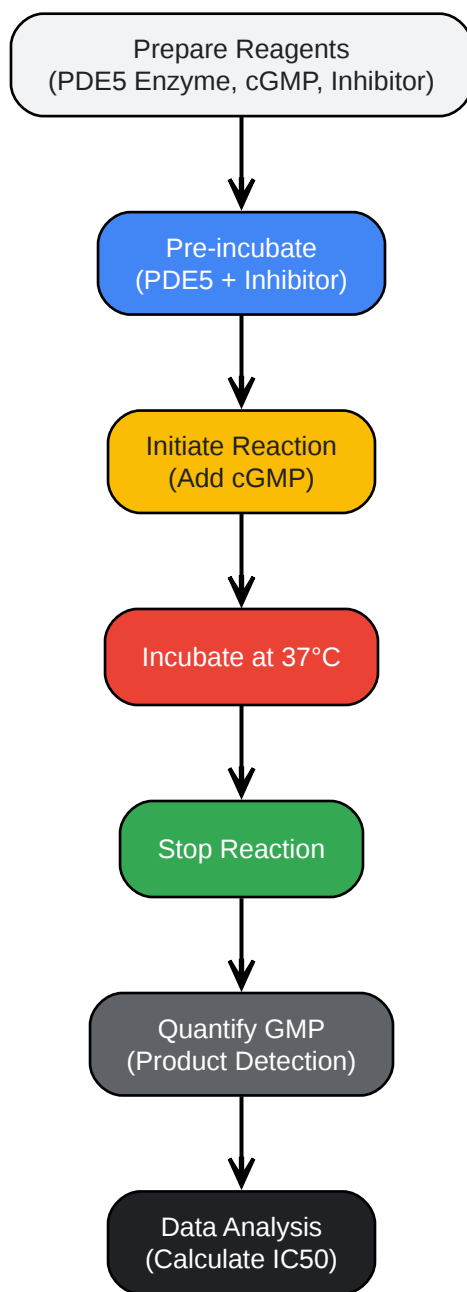 Prepare Reagents
(PDE5 Enzyme, cGMP, Inhibitor)
Pre-incubate
(PDE5 + Inhibitor)
Initiate Reaction
(Add cGMP)
Incubate at 37°C
Stop Reaction
Quantify GMP
(Product Detection)
Data Analysis
(Calculate IC50)